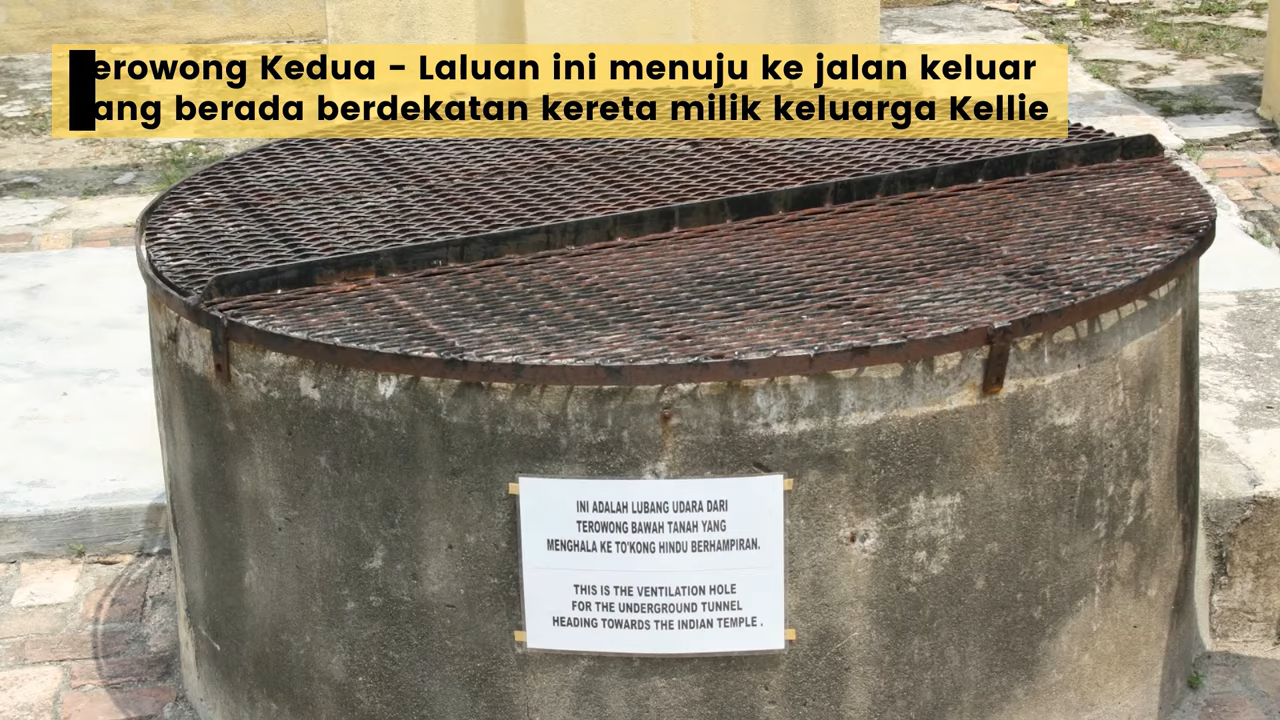 erowong Kedua - Laluan ini menuju ke jalan keluar
ang berada berdekatan kereta milik keluarga Kellie
INI ADALAH LUBANG UDARA DARI
TEROWONG BAWAH TANAH YANG
MENGHALA KE TO'KONG HINDU BERHAMPIRAN.
THIS IS THE VENTILATION HOLE
FOR THE UNDERGROUND TUNNEL
HEADING TOWARDS THE INDIAN TEMPLE .